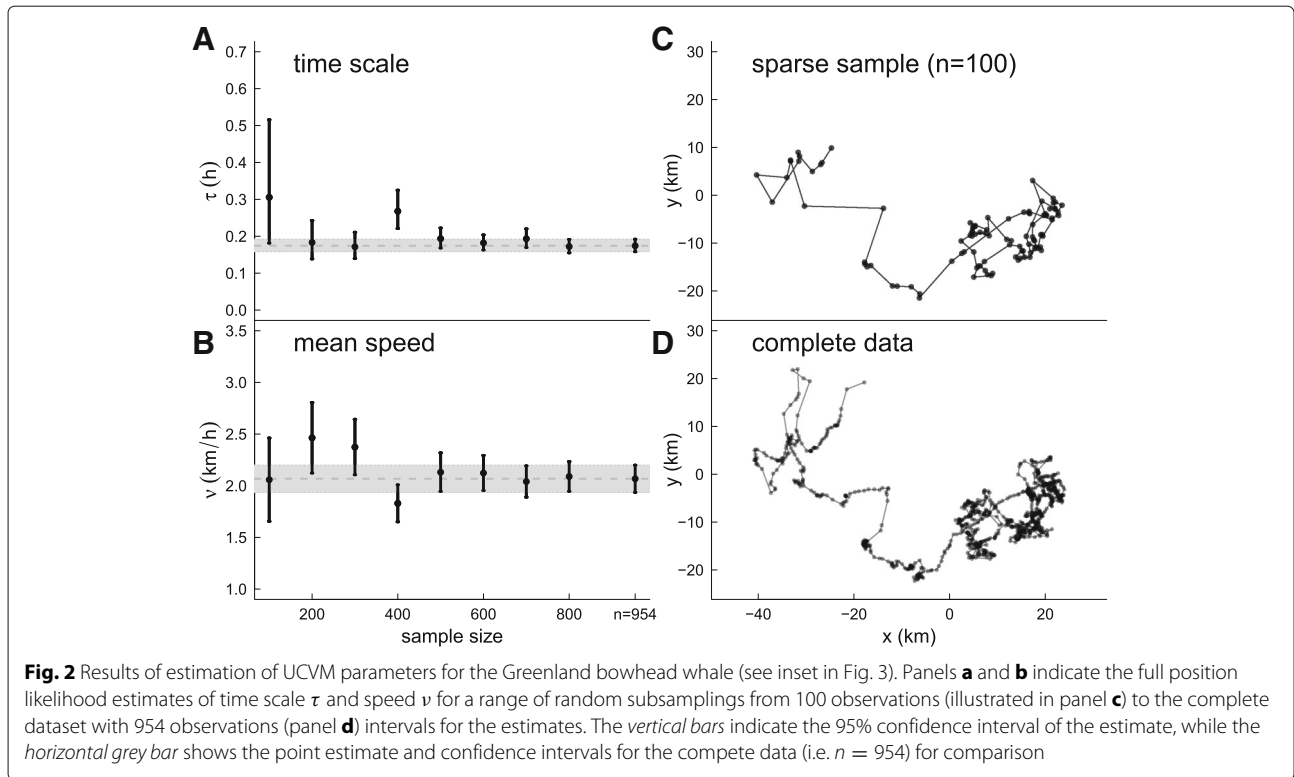 A
time scale
0.7
0.6
0.5
0.4
0.3
0.2
0.1
0.0
τ (h)
B
mean speed
3.5
3.0
2.5
2.0
1.5
1.0
ν (km/h)
200
400
600
800
n=954
sample size
C
sparse sample (n=100)
30
20
10
0
−10
−20
y (km)
D
complete data
30
20
10
0
−10
−20
y (km)
−40
−20
0
20
x (km)
Fig. 2 Results of estimation of UCVM parameters for the Greenland bowhead whale (see inset in Fig. 3). Panels a and b indicate the full position
likelihood estimates of time scale τ and speed ν for a range of random subsamplings from 100 observations (illustrated in panel c) to the complete
dataset with 954 observations (panel d) intervals for the estimates. The vertical bars indicate the 95% confidence interval of the estimate, while the
horizontal grey bar shows the point estimate and confidence intervals for the compete data (i.e. n = 954) for comparison